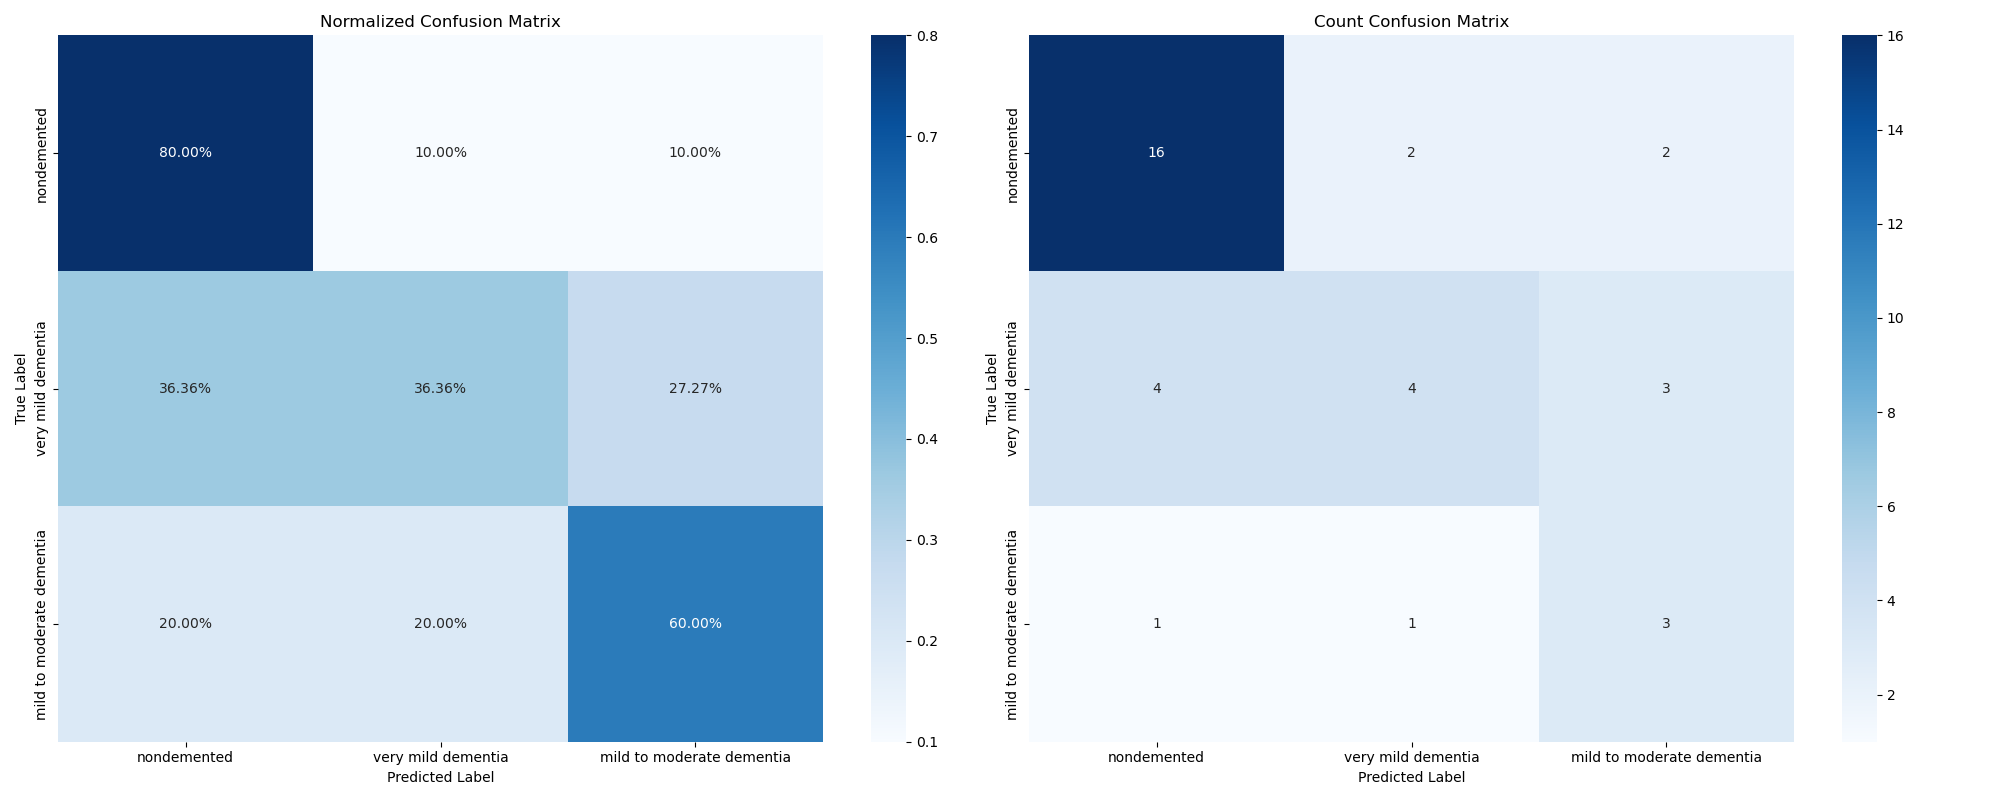 Normalized Confusion Matrix
True Label
nondemented
very mild dementia
mild to moderate dementia
80.00% 10.00% 10.00%
36.36% 36.36% 27.27%
20.00% 20.00% 60.00%
nondemented very mild dementia mild to moderate dementia
Predicted Label
0.8
0.7
0.6
0.5
0.4
0.3
0.2
0.1
Count Confusion Matrix
True Label
nondemented
very mild dementia
mild to moderate dementia
16 2 2
4 4 3
1 1 3
nondemented very mild dementia mild to moderate dementia
Predicted Label
16
14
12
10
8
6
4
2